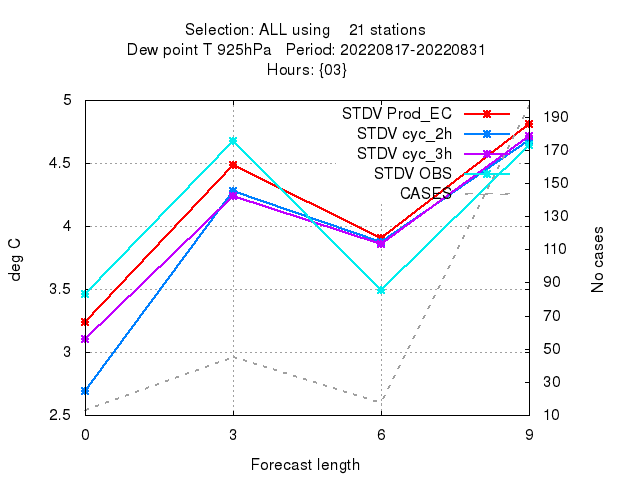 Selection: ALL using    21 stations
Dew point T 925hPa   Period: 20220817-20220831
Hours: {03}
STDV Prod_EC
STDV cyc_2h
STDV cyc_3h
STDV OBS
CASES
5
4.5
4
3.5
3
2.5
deg C
190
170
150
130
110
90
70
50
30
10
No cases
0 3 6 9
Forecast length